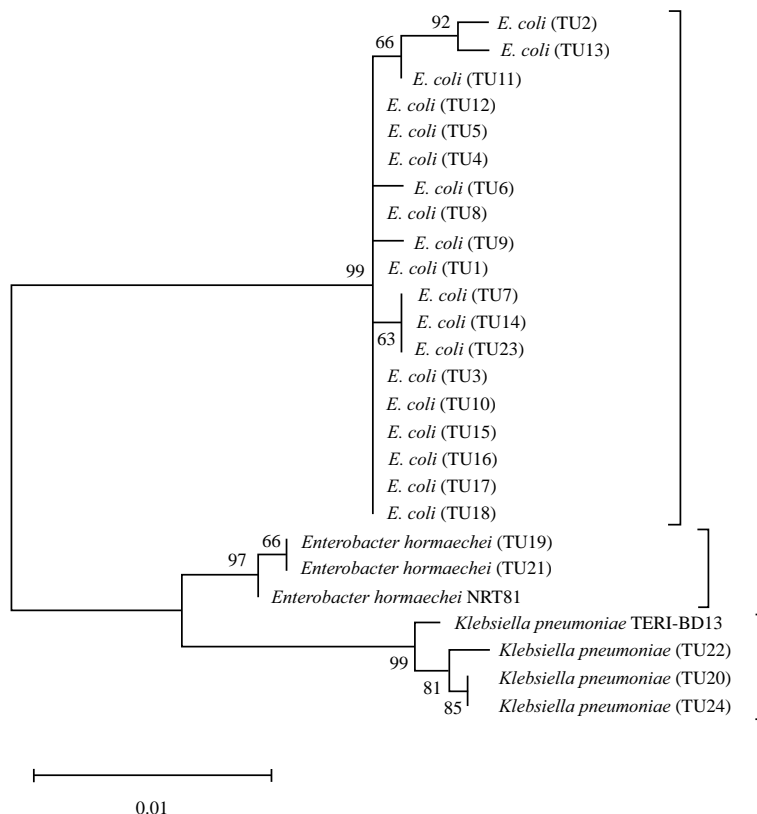 92
E. coli (TU2)
66
E. coli (TU13)
E. coli (TU11)
E. coli (TU12)
E. coli (TU5)
E. coli (TU4)
E. coli (TU6)
E. coli (TU8)
E. coli (TU9)
99
E. coli (TU1)
E. coli (TU7)
E. coli (TU14)
63
E. coli (TU23)
E. coli (TU3)
E. coli (TU10)
E. coli (TU15)
E. coli (TU16)
E. coli (TU17)
E. coli (TU18)
66
Enterobacter hormaechei (TU19)
97
Enterobacter hormaechei (TU21)
Enterobacter hormaechei NRT81
Klebsiella pneumoniae TERI-BD13
99
Klebsiella pneumoniae (TU22)
81
Klebsiella pneumoniae (TU20)
85
Klebsiella pneumoniae (TU24)
0.01